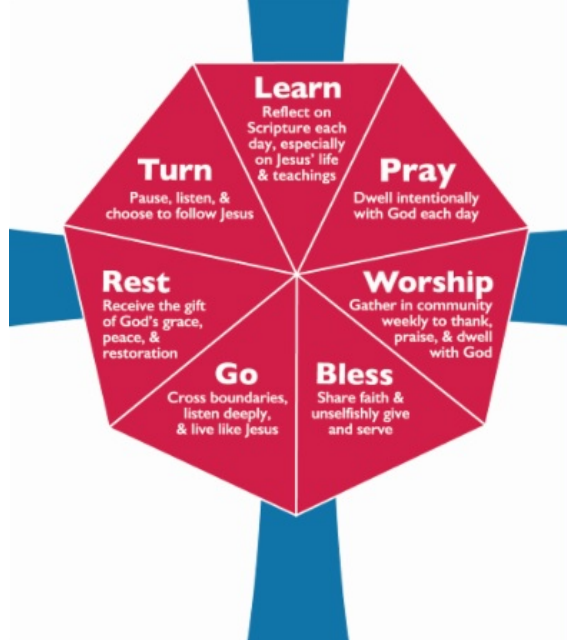 Learn
Reflect on
Scripture each
day, especially
on Jesus' life
& teachings
Turn
Pause, listen, &
choose to follow Jesus
Pray
Dwell intentionally
with God each day
Rest
Receive the gift
of God's grace,
peace, &
restoration
Worship
Gather in community
weekly to thank,
praise, & dwell
with God
Go
Cross boundaries,
listen deeply,
& live like Jesus
Bless
Share faith &
unselfishly give
and serve